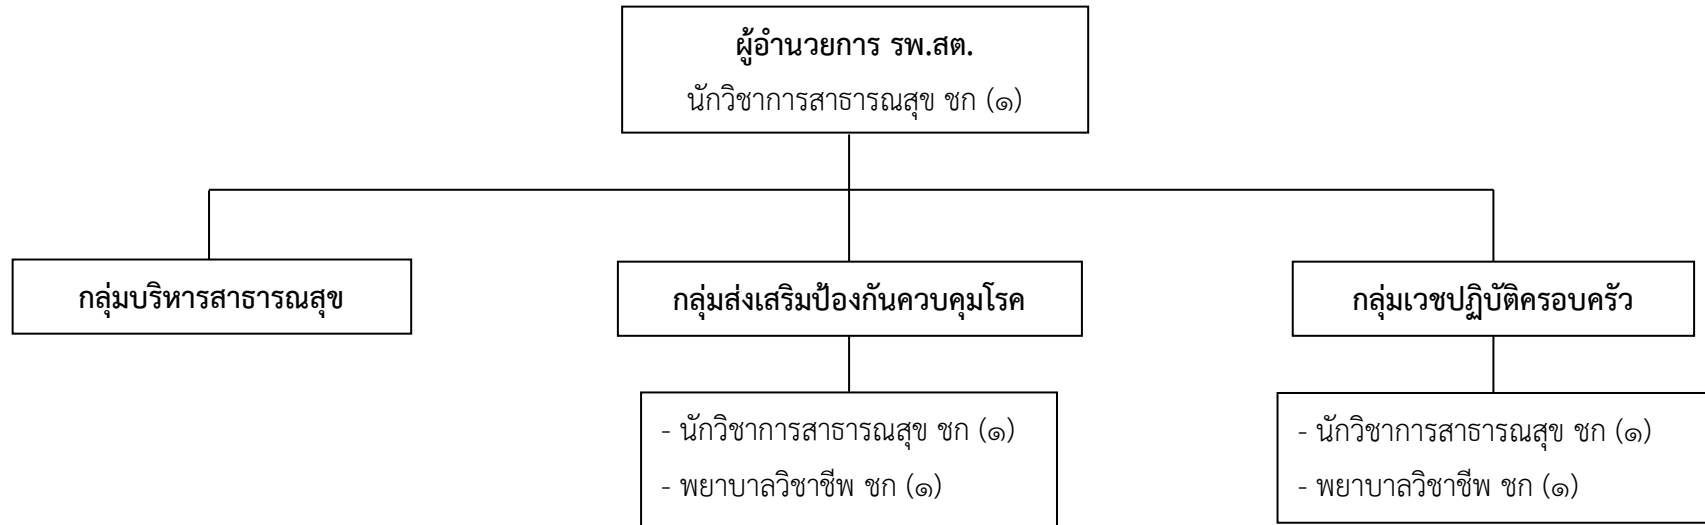 ผู้อำนวยการ รพ.สต.
นักวิชาการสาธารณสุข ชก (๑)
กลุ่มบริหารสาธารณสุข
กลุ่มส่งเสริมป้องกันควบคุมโรค
กลุ่มเวชปฏิบัติครอบครัว
- นักวิชาการสาธารณสุข ชก (๑)
- พยาบาลวิชาชีพ ชก (๑)
- นักวิชาการสาธารณสุข ชก (๑)
- พยาบาลวิชาชีพ ชก (๑)